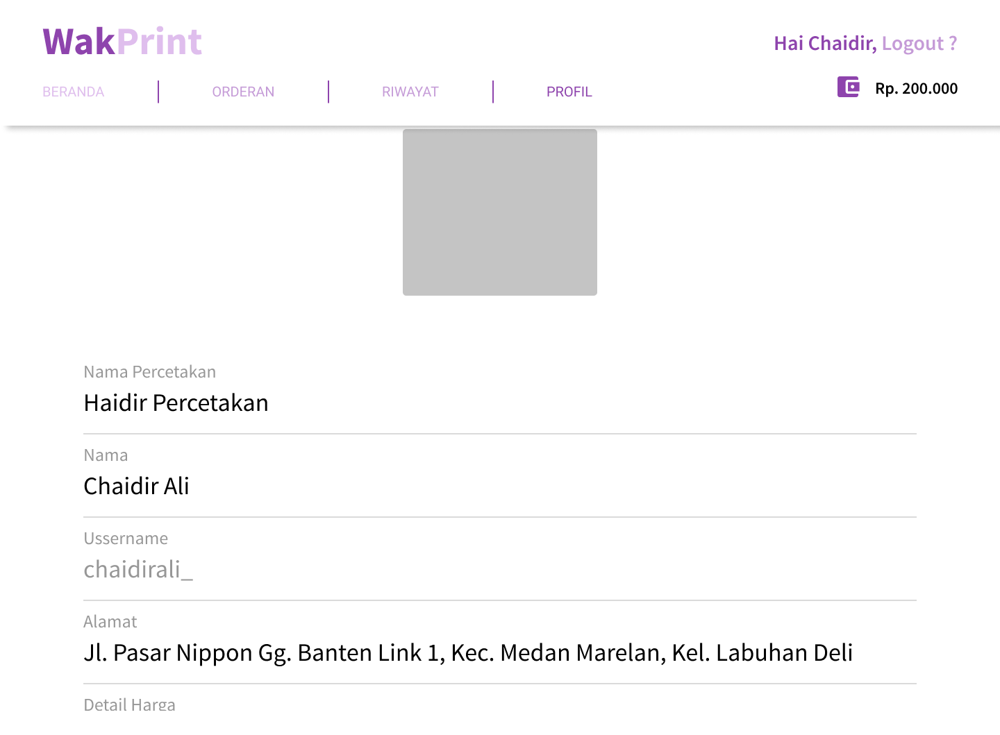 WakPrint
Hai Chaidir, Logout ?
BERANDA
ORDERAN
RIWAYAT
PROFIL
Rp. 200.000
Nama Percetakan
Haidir Percetakan
Nama
Chaidir Ali
Ussername
chaidirali_
Alamat
Jl. Pasar Nippon Gg. Banten Link 1, Kec. Medan Marelan, Kel. Labuhan Deli
Detail Harga